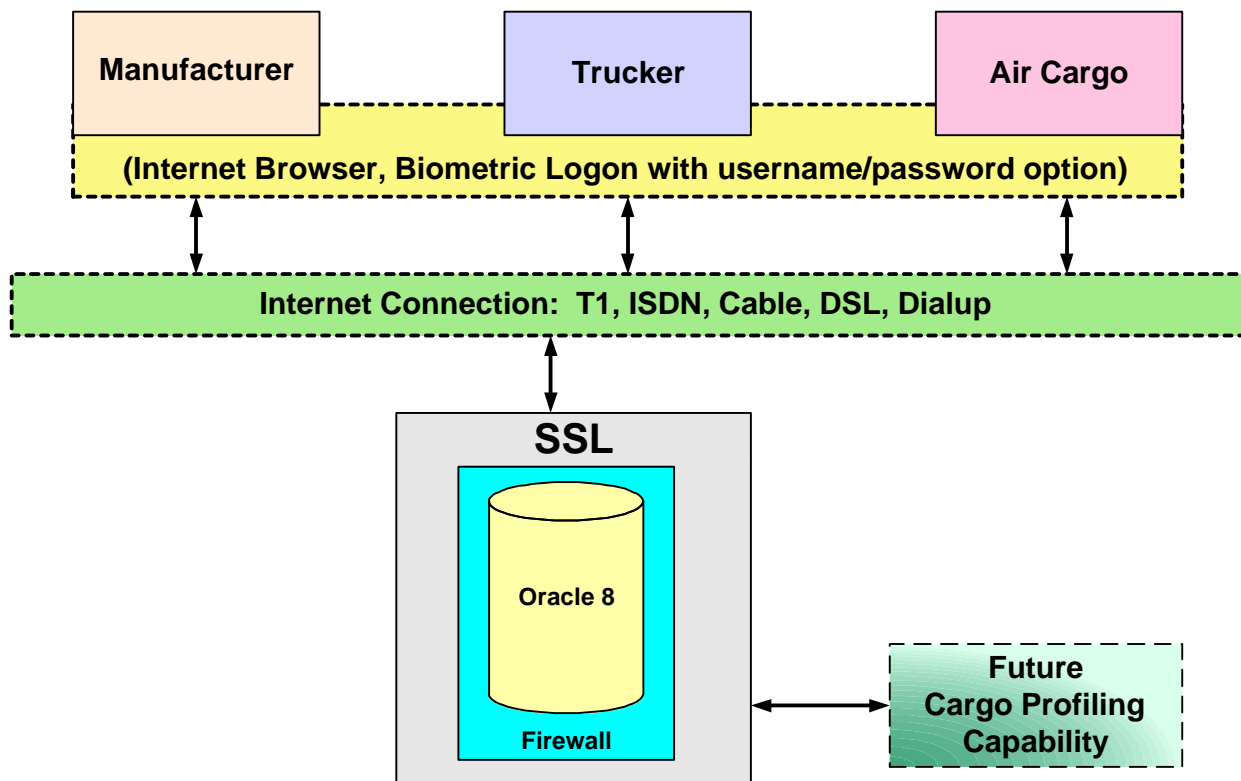 Manufacturer
Trucker
Air Cargo
(Internet Browser, Biometric Logon with username/password option)
Internet Connection:  T1, ISDN, Cable, DSL, Dialup
SSL
Oracle 8
Firewall
Future
Cargo Profiling
Capability